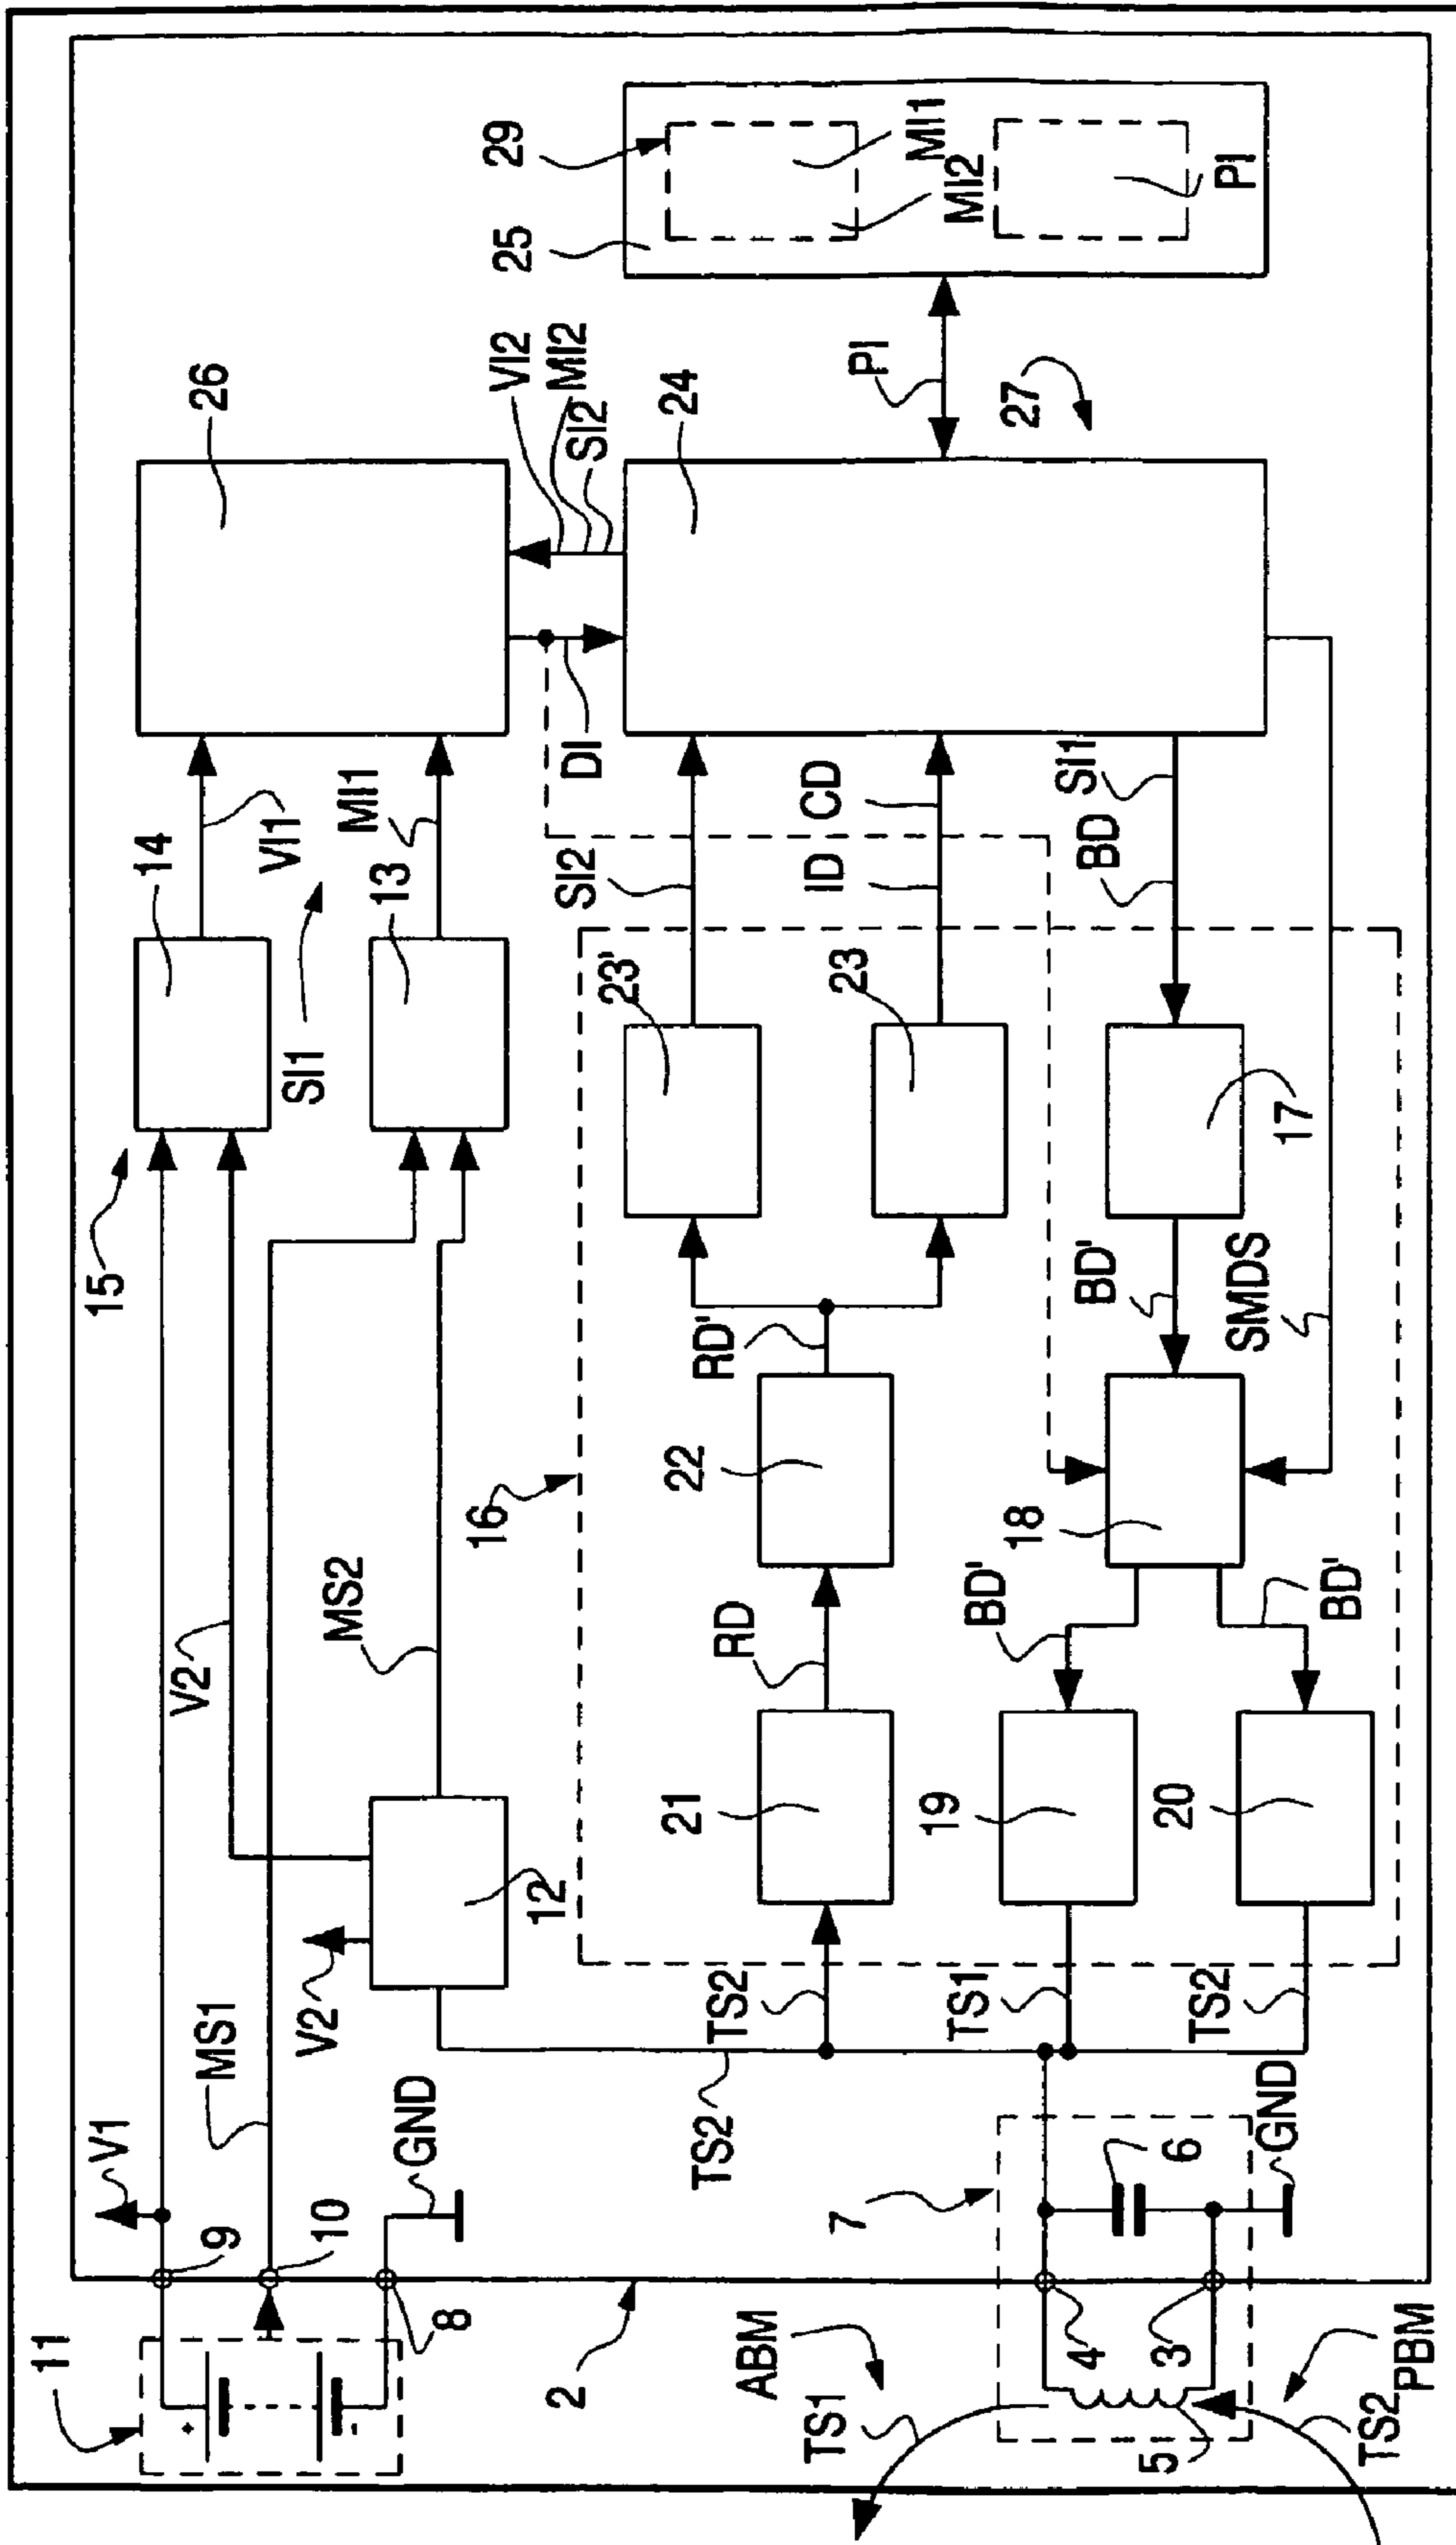 11
V1
9
MS1
10
8
GND
V2
V2
12
MS2
15
14
VI1
SI1
13
MI1
26
VI2
MI2
SI2
DI
2
16
21
RD
22
RD'
23'
23
SI2
ID
CD
24
PI
27
25
29
MI1
MI2
PI
TS2
TS2
TS1
TS2
19
20
BD'
BD'
18
BD'
SMDS
17
BD
SI1
7
6
GND
4
3
5
ABM
TS1
PBM
TS2